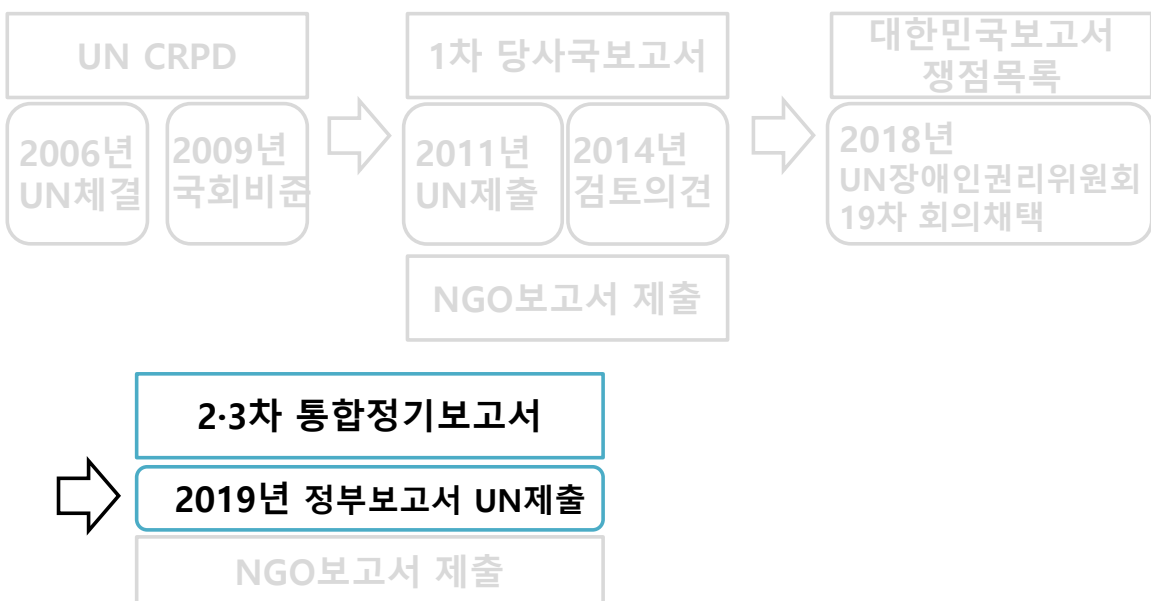 UN CRPD
2006년
UN체결
2009년
국회비준
1차 당사국보고서
2011년
UN제출
2014년
검토의견
NGO보고서 제출
대한민국보고서
쟁점목록
2018년
UN장애인권리위원회
19차 회의채택
2·3차 통합정기보고서
2019년 정부보고서 UN제출
NGO보고서 제출